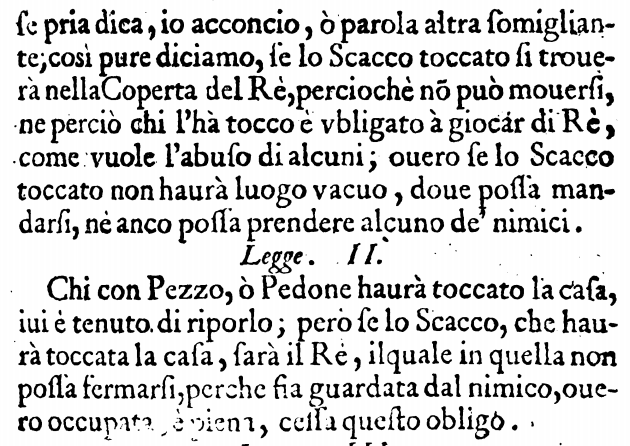 ſe pria dica, io acconcio, ò parola altra ſomiglian-
te; così pure diciamo, ſe lo Scacco toccato ſi troue-
rà nella Coperta del Rè, perciochè nõ può mouerſi,
ne perciò chi l'hà tocco è vbligato à giocár di Rè,
come vuole l'abuſo di alcuni; ouero ſe lo Scacco
toccato non haurà luogo vacuo, doue poſſà man-
darſi, nè anco poſſa prendere alcuno de' nimici.
Legge. II.
Chi con Pezzo, ò Pedone haurà toccato la caſa,
iui è tenuto di riporlo; però ſe lo Scacco, che hau-
rà toccata la caſa, ſarà il Rè, ilquale in quella non
poſſà fermarſi, perche ſia guardata dal nimico, oue-
ro occupata, è piena, ceſſa queſto obligo.